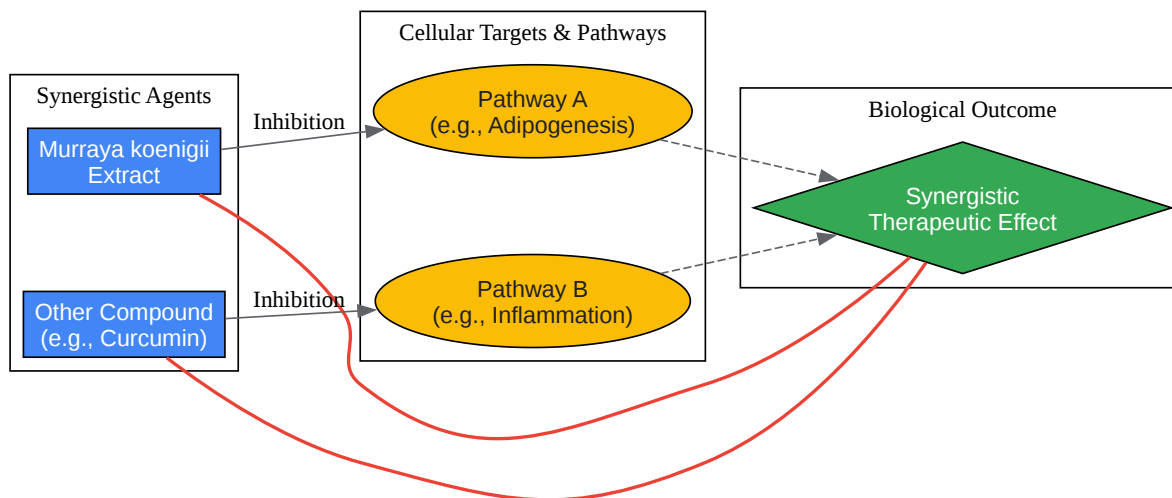 Synergistic Agents
Murraya koenigii
Extract
Other Compound
(e.g., Curcumin)
Inhibition
Inhibition
Cellular Targets & Pathways
Pathway A
(e.g., Adipogenesis)
Pathway B
(e.g., Inflammation)
Biological Outcome
Synergistic
Therapeutic Effect